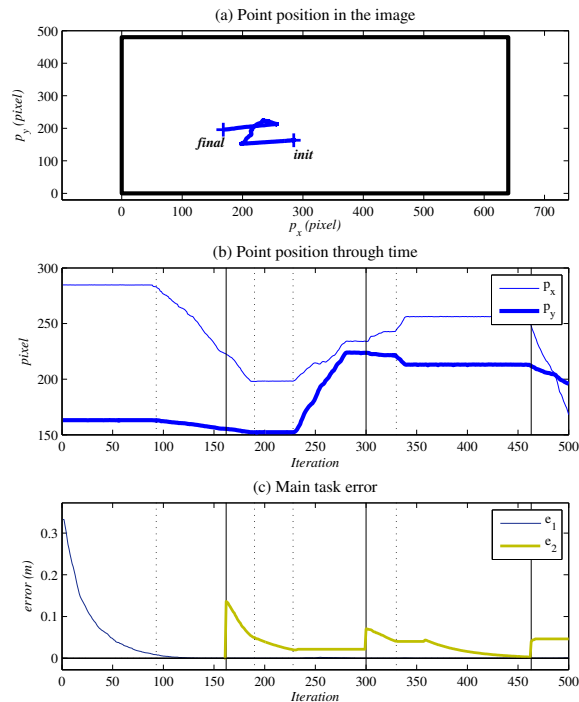 (a) Point position in the image
500
400
300
200
100
0
p_y (pixel)
final
init
0 100 200 300 400 500 600 700
p_x (pixel)
(b) Point position through time
300
250
200
150
pixel
p_x
p_y
0 50 100 150 200 250 300 350 400 450 500
Iteration
(c) Main task error
0.3
0.2
0.1
0
error (m)
e_1
e_2
0 50 100 150 200 250 300 350 400 450 500
Iteration